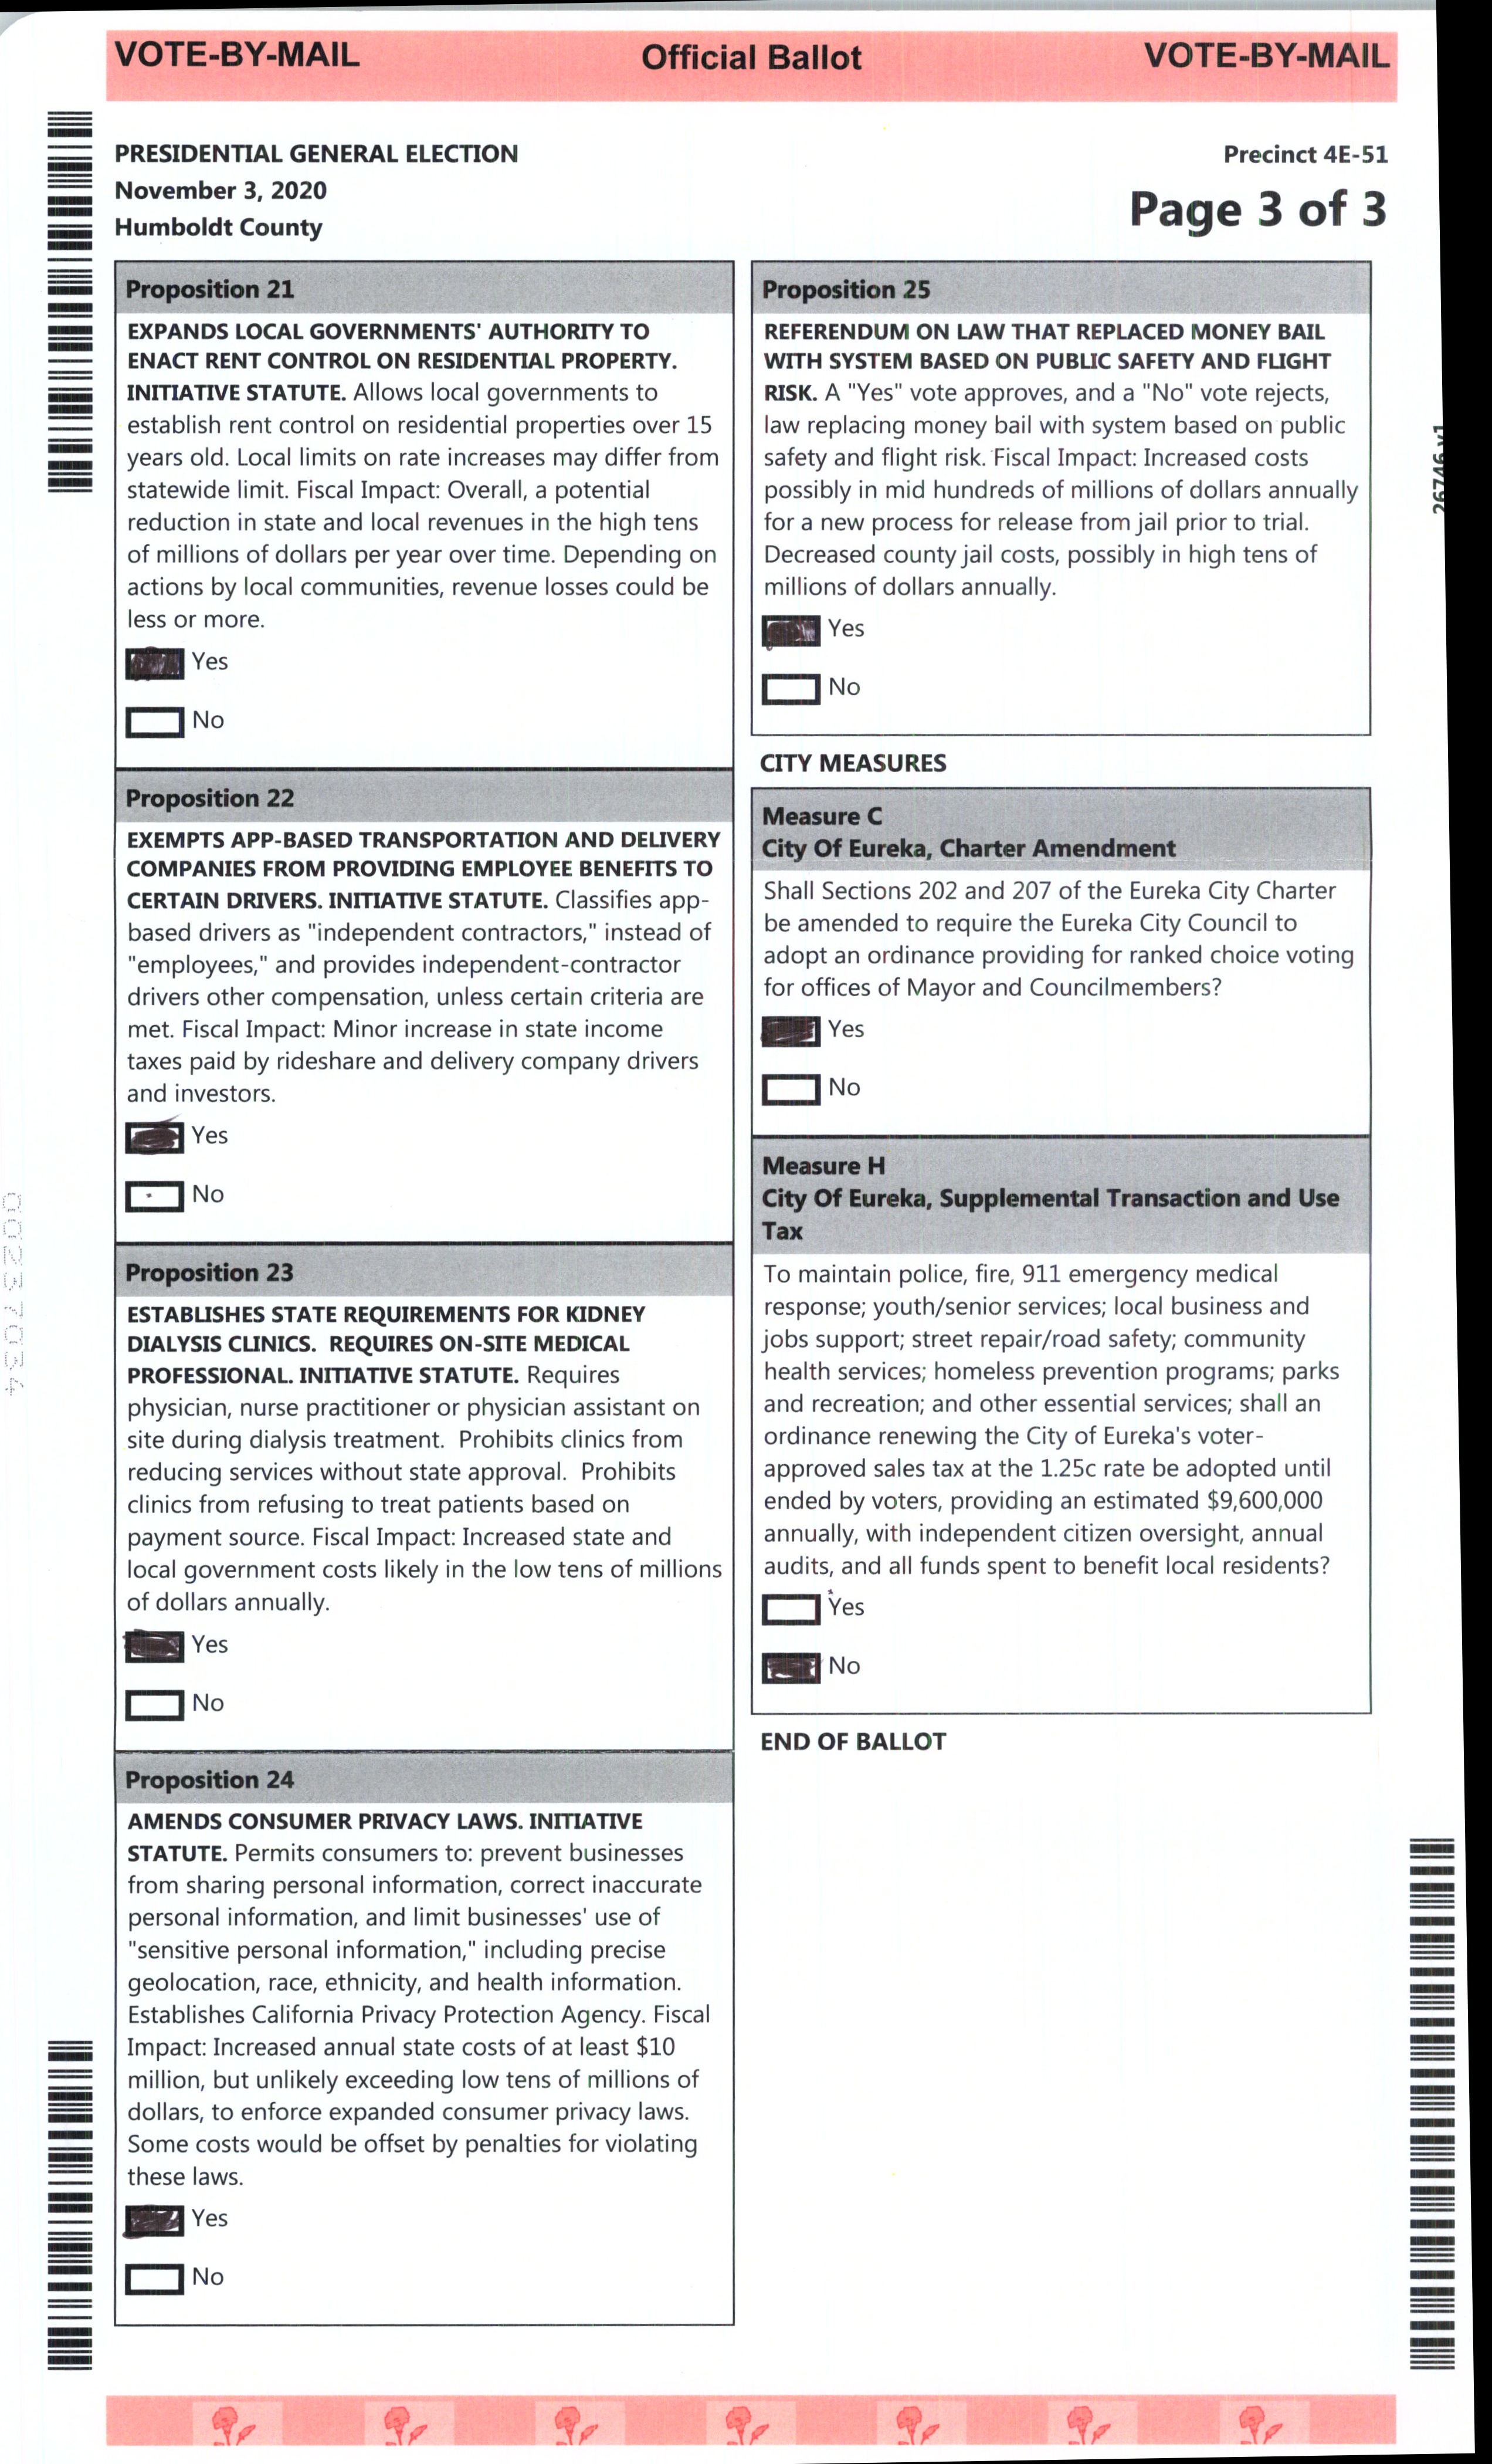 VOTE-BY-MAIL Official Ballot VOTE-BY-MAIL
PRESIDENTIAL GENERAL ELECTION
November 3, 2020
Humboldt County
Precinct 4E-51
Page 3 of 3
Proposition 21
EXPANDS LOCAL GOVERNMENTS' AUTHORITY TO
ENACT RENT CONTROL ON RESIDENTIAL PROPERTY.
INITIATIVE STATUTE. Allows local governments to
establish rent control on residential properties over 15
years old. Local limits on rate increases may differ from
statewide limit. Fiscal Impact: Overall, a potential
reduction in state and local revenues in the high tens
of millions of dollars per year over time. Depending on
actions by local communities, revenue losses could be
less or more.
Yes
No
Proposition 22
EXEMPTS APP-BASED TRANSPORTATION AND DELIVERY
COMPANIES FROM PROVIDING EMPLOYEE BENEFITS TO
CERTAIN DRIVERS. INITIATIVE STATUTE. Classifies app-
based drivers as "independent contractors," instead of
"employees," and provides independent-contractor
drivers other compensation, unless certain criteria are
met. Fiscal Impact: Minor increase in state income
taxes paid by rideshare and delivery company drivers
and investors.
Yes
No
Proposition 23
ESTABLISHES STATE REQUIREMENTS FOR KIDNEY
DIALYSIS CLINICS. REQUIRES ON-SITE MEDICAL
PROFESSIONAL. INITIATIVE STATUTE. Requires
physician, nurse practitioner or physician assistant on
site during dialysis treatment. Prohibits clinics from
reducing services without state approval. Prohibits
clinics from refusing to treat patients based on
payment source. Fiscal Impact: Increased state and
local government costs likely in the low tens of millions
of dollars annually.
Yes
No
Proposition 24
AMENDS CONSUMER PRIVACY LAWS. INITIATIVE
STATUTE. Permits consumers to: prevent businesses
from sharing personal information, correct inaccurate
personal information, and limit businesses' use of
"sensitive personal information," including precise
geolocation, race, ethnicity, and health information.
Establishes California Privacy Protection Agency. Fiscal
Impact: Increased annual state costs of at least $10
million, but unlikely exceeding low tens of millions of
dollars, to enforce expanded consumer privacy laws.
Some costs would be offset by penalties for violating
these laws.
Yes
No
Proposition 25
REFERENDUM ON LAW THAT REPLACED MONEY BAIL
WITH SYSTEM BASED ON PUBLIC SAFETY AND FLIGHT
RISK. A "Yes" vote approves, and a "No" vote rejects,
law replacing money bail with system based on public
safety and flight risk. Fiscal Impact: Increased costs
possibly in mid hundreds of millions of dollars annually
for a new process for release from jail prior to trial.
Decreased county jail costs, possibly in high tens of
millions of dollars annually.
Yes
No
CITY MEASURES
Measure C
City Of Eureka, Charter Amendment
Shall Sections 202 and 207 of the Eureka City Charter
be amended to require the Eureka City Council to
adopt an ordinance providing for ranked choice voting
for offices of Mayor and Councilmembers?
Yes
No
Measure H
City Of Eureka, Supplemental Transaction and Use
Tax
To maintain police, fire, 911 emergency medical
response; youth/senior services; local business and
jobs support; street repair/road safety; community
health services; homeless prevention programs; parks
and recreation; and other essential services; shall an
ordinance renewing the City of Eureka's voter-
approved sales tax at the 1.25c rate be adopted until
ended by voters, providing an estimated $9,600,000
annually, with independent citizen oversight, annual
audits, and all funds spent to benefit local residents?
Yes
No
END OF BALLOT
26746 v1
00237034